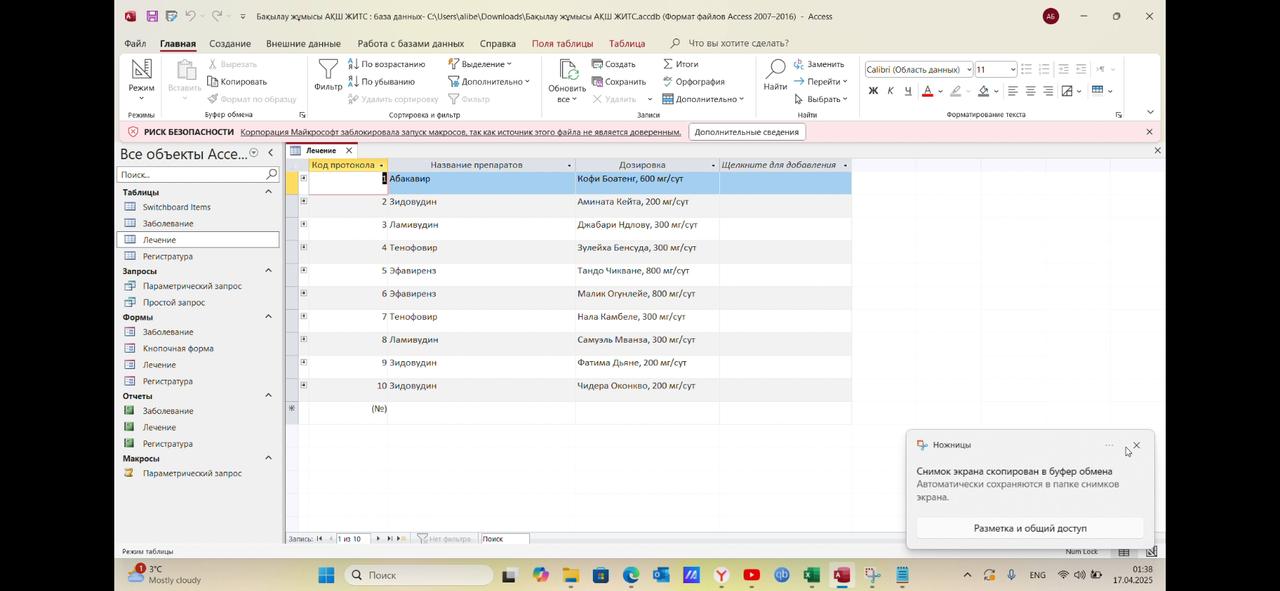 Бақылау жұмысы АҚШ ЖИТС : база данных- C:\Users\alibe\Downloads\Бақылау жұмысы АҚШ ЖИТС.accdb (Формат файлов Access 2007–2016) - Access
АБ
Файл Главная Создание Внешние данные Работа с базами данных Справка Поля таблицы Таблица Что вы хотите сделать?
Режим
Режимы
Вставить
Вырезать
Копировать
Формат по образцу
Буфер обмена
Фильтр
По возрастанию
По убыванию
Удалить сортировку
Выделение
Дополнительно
Фильтр
Сортировка и фильтр
Обновить все
Создать
Сохранить
Удалить
Итоги
Орфография
Дополнительно
Записи
Найти
Заменить
Перейти
Выбрать
Найти
Calibri (Область данных) 11
Ж К Ч
Форматирование текста
РИСК БЕЗОПАСНОСТИ Корпорация Майкрософт заблокировала запуск макросов, так как источник этого файла не является доверенным. Дополнительные сведения
Все объекты Acce...
Поиск...
Таблицы
Switchboard Items
Заболевание
Лечение
Регистратура
Запросы
Параметрический запрос
Простой запрос
Формы
Заболевание
Кнопочная форма
Лечение
Регистратура
Отчеты
Заболевание
Лечение
Регистратура
Макросы
Параметрический запрос
Лечение
Код протокола Название препаратов Дозировка Щелкните для добавления
1 Абакавир Кофи Боатенг, 600 мг/сут
2 Зидовудин Амината Кейта, 200 мг/сут
3 Ламивудин Джабари Ндлову, 300 мг/сут
4 Тенофовир Зулейха Бенсуда, 300 мг/сут
5 Эфавиренз Тандо Чикване, 800 мг/сут
6 Эфавиренз Малик Огунлейе, 800 мг/сут
7 Тенофовир Нала Камбеле, 300 мг/сут
8 Ламивудин Самуэль Мванза, 300 мг/сут
9 Зидовудин Фатима Дьяне, 200 мг/сут
10 Зидовудин Чидера Оконкво, 200 мг/сут
(№)
Ножницы
Снимок экрана скопирован в буфер обмена
Автоматически сохраняются в папке снимков
экрана.
Разметка и общий доступ
Запись: 1 из 10 Нет фильтра Поиск
Режим таблицы Num Lock
1
3°C
Mostly cloudy
Поиск
ENG
01:38
17.04.2025